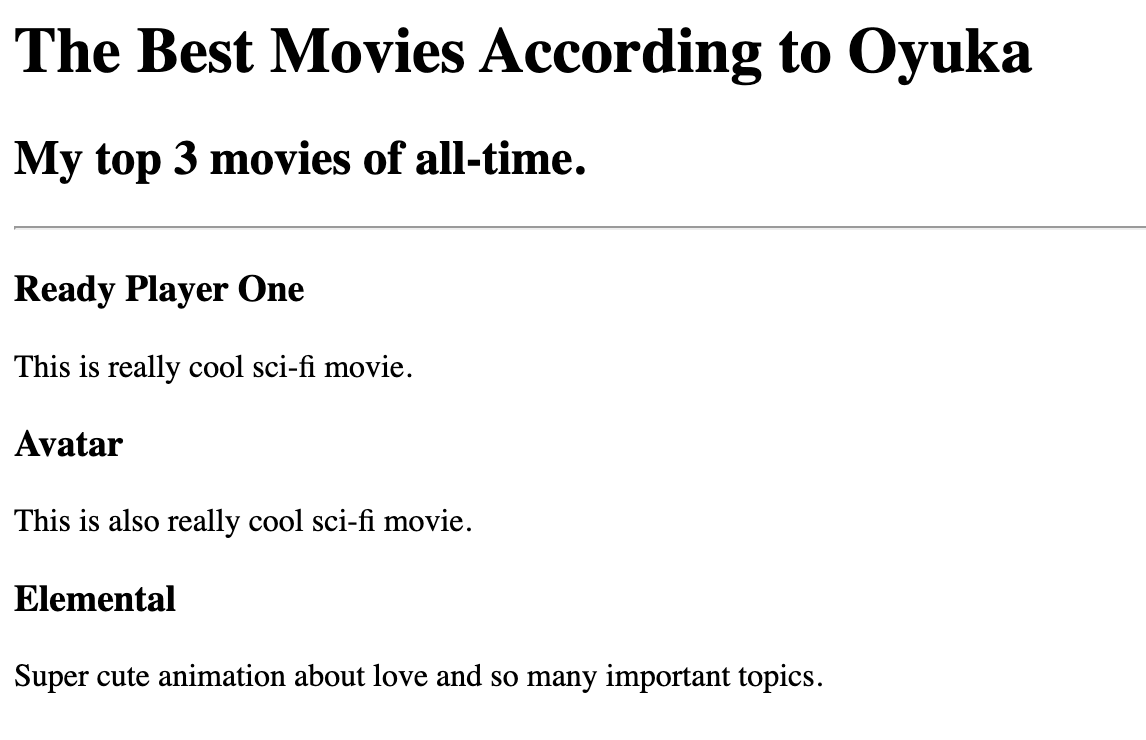 The Best Movies According to Oyuka
My top 3 movies of all-time.
Ready Player One
This is really cool sci-fi movie.
Avatar
This is also really cool sci-fi movie.
Elemental
Super cute animation about love and so many important topics.